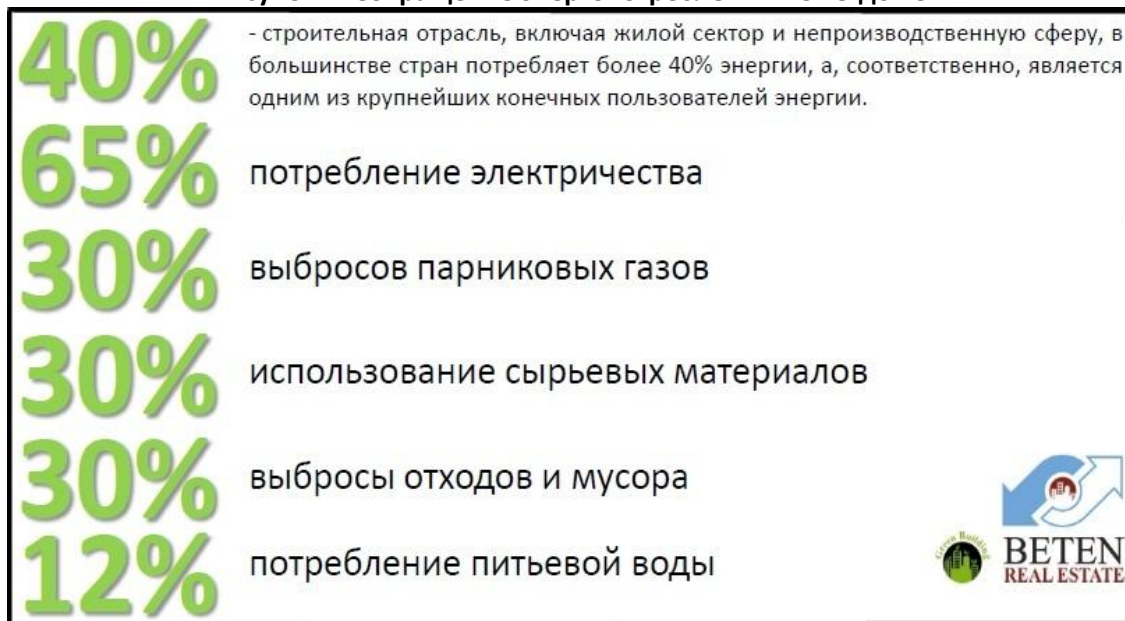 40%
- строительная отрасль, включая жилой сектор и непроизводственную сферу, в
большинстве стран потребляет более 40% энергии, а, соответственно, является
одним из крупнейших конечных пользователей энергии.
65%
потребление электричества
30%
выбросов парниковых газов
30%
использование сырьевых материалов
30%
выбросы отходов и мусора
12%
потребление питьевой воды
Green Building
BETEN
REAL ESTATE